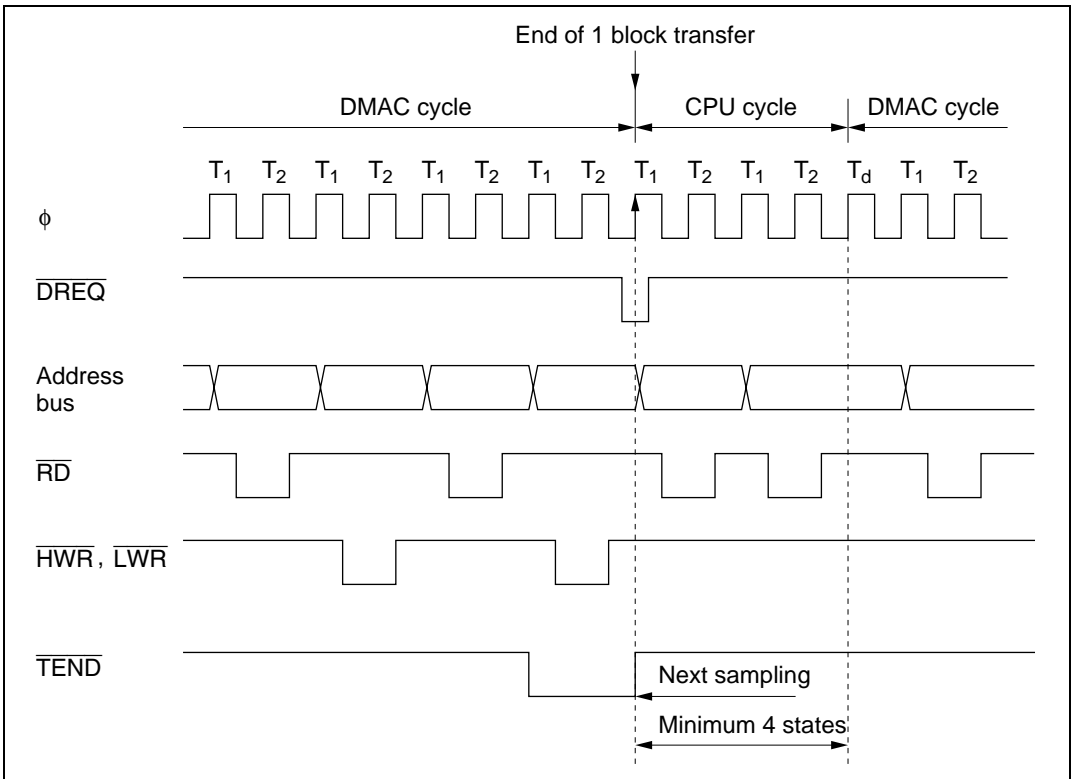 End of 1 block transfer
DMAC cycle CPU cycle DMAC cycle
T1 T2 T1 T2 T1 T2 T1 T2 T1 T2 T1 T2 Td T1 T2
ϕ
DREQ
Address
bus
RD
HWR, LWR
TEND
Next sampling
Minimum 4 states